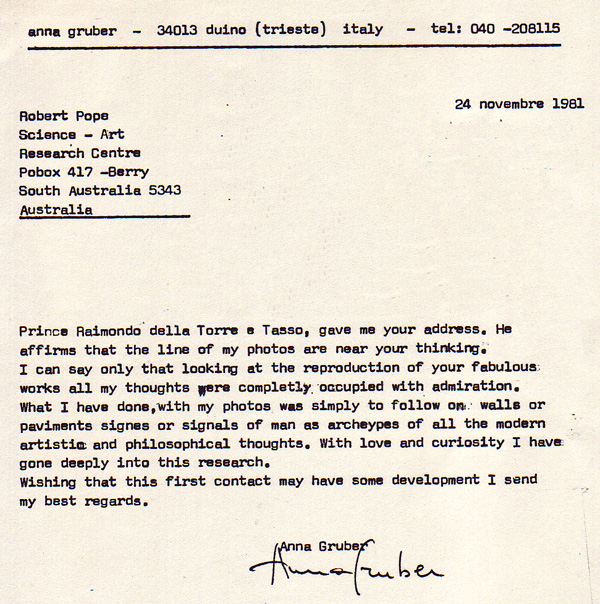 anna gruber - 34013 duino (trieste) italy - tel: 040 -208115
24 novembre 1981
Robert Pope
Science - Art
Research Centre
Pobox 417 -Berry
South Australia 5343
Australia
Prince Raimondo della Torre e Tasso, gave me your address. He
affirms that the line of my photos are near your thinking.
I can say only that looking at the reproduction of your fabulous
works all my thoughts were completly occupied with admiration.
What I have done,with my photos was simply to follow on walls or
paviments signes or signals of man as archeypes of all the modern
artistic and philosophical thoughts. With love and curiosity I have
gone deeply into this research.
Wishing that this first contact may have some development I send
my best regards.
Anna Gruber
Anna Gruber